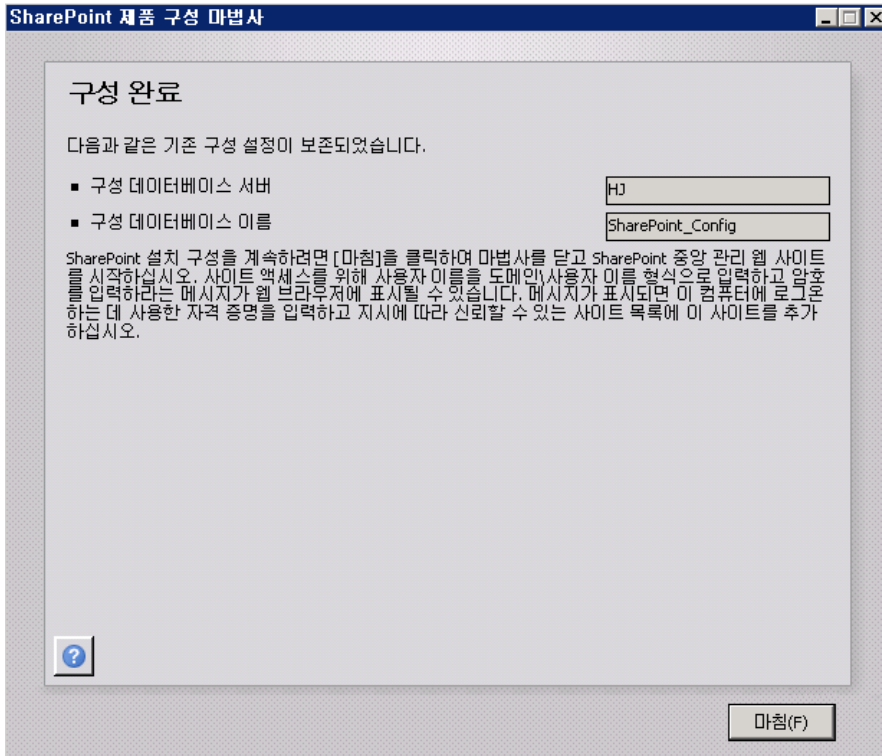 SharePoint 제품 구성 마법사
구성 완료
다음과 같은 기존 구성 설정이 보존되었습니다.
▪ 구성 데이터베이스 서버 HJ
▪ 구성 데이터베이스 이름 SharePoint_Config
SharePoint 설치 구성을 계속하려면 [마침]을 클릭하여 마법사를 닫고 SharePoint 중앙 관리 웹 사이트
를 시작하십시오. 사이트 액세스를 위해 사용자 이름을 도메인\사용자 이름 형식으로 입력하고 암호
를 입력하라는 메시지가 웹 브라우저에 표시될 수 있습니다. 메시지가 표시되면 이 컴퓨터에 로그온
하는 데 사용한 자격 증명을 입력하고 지시에 따라 신뢰할 수 있는 사이트 목록에 이 사이트를 추가
하십시오.
?
마침(F)